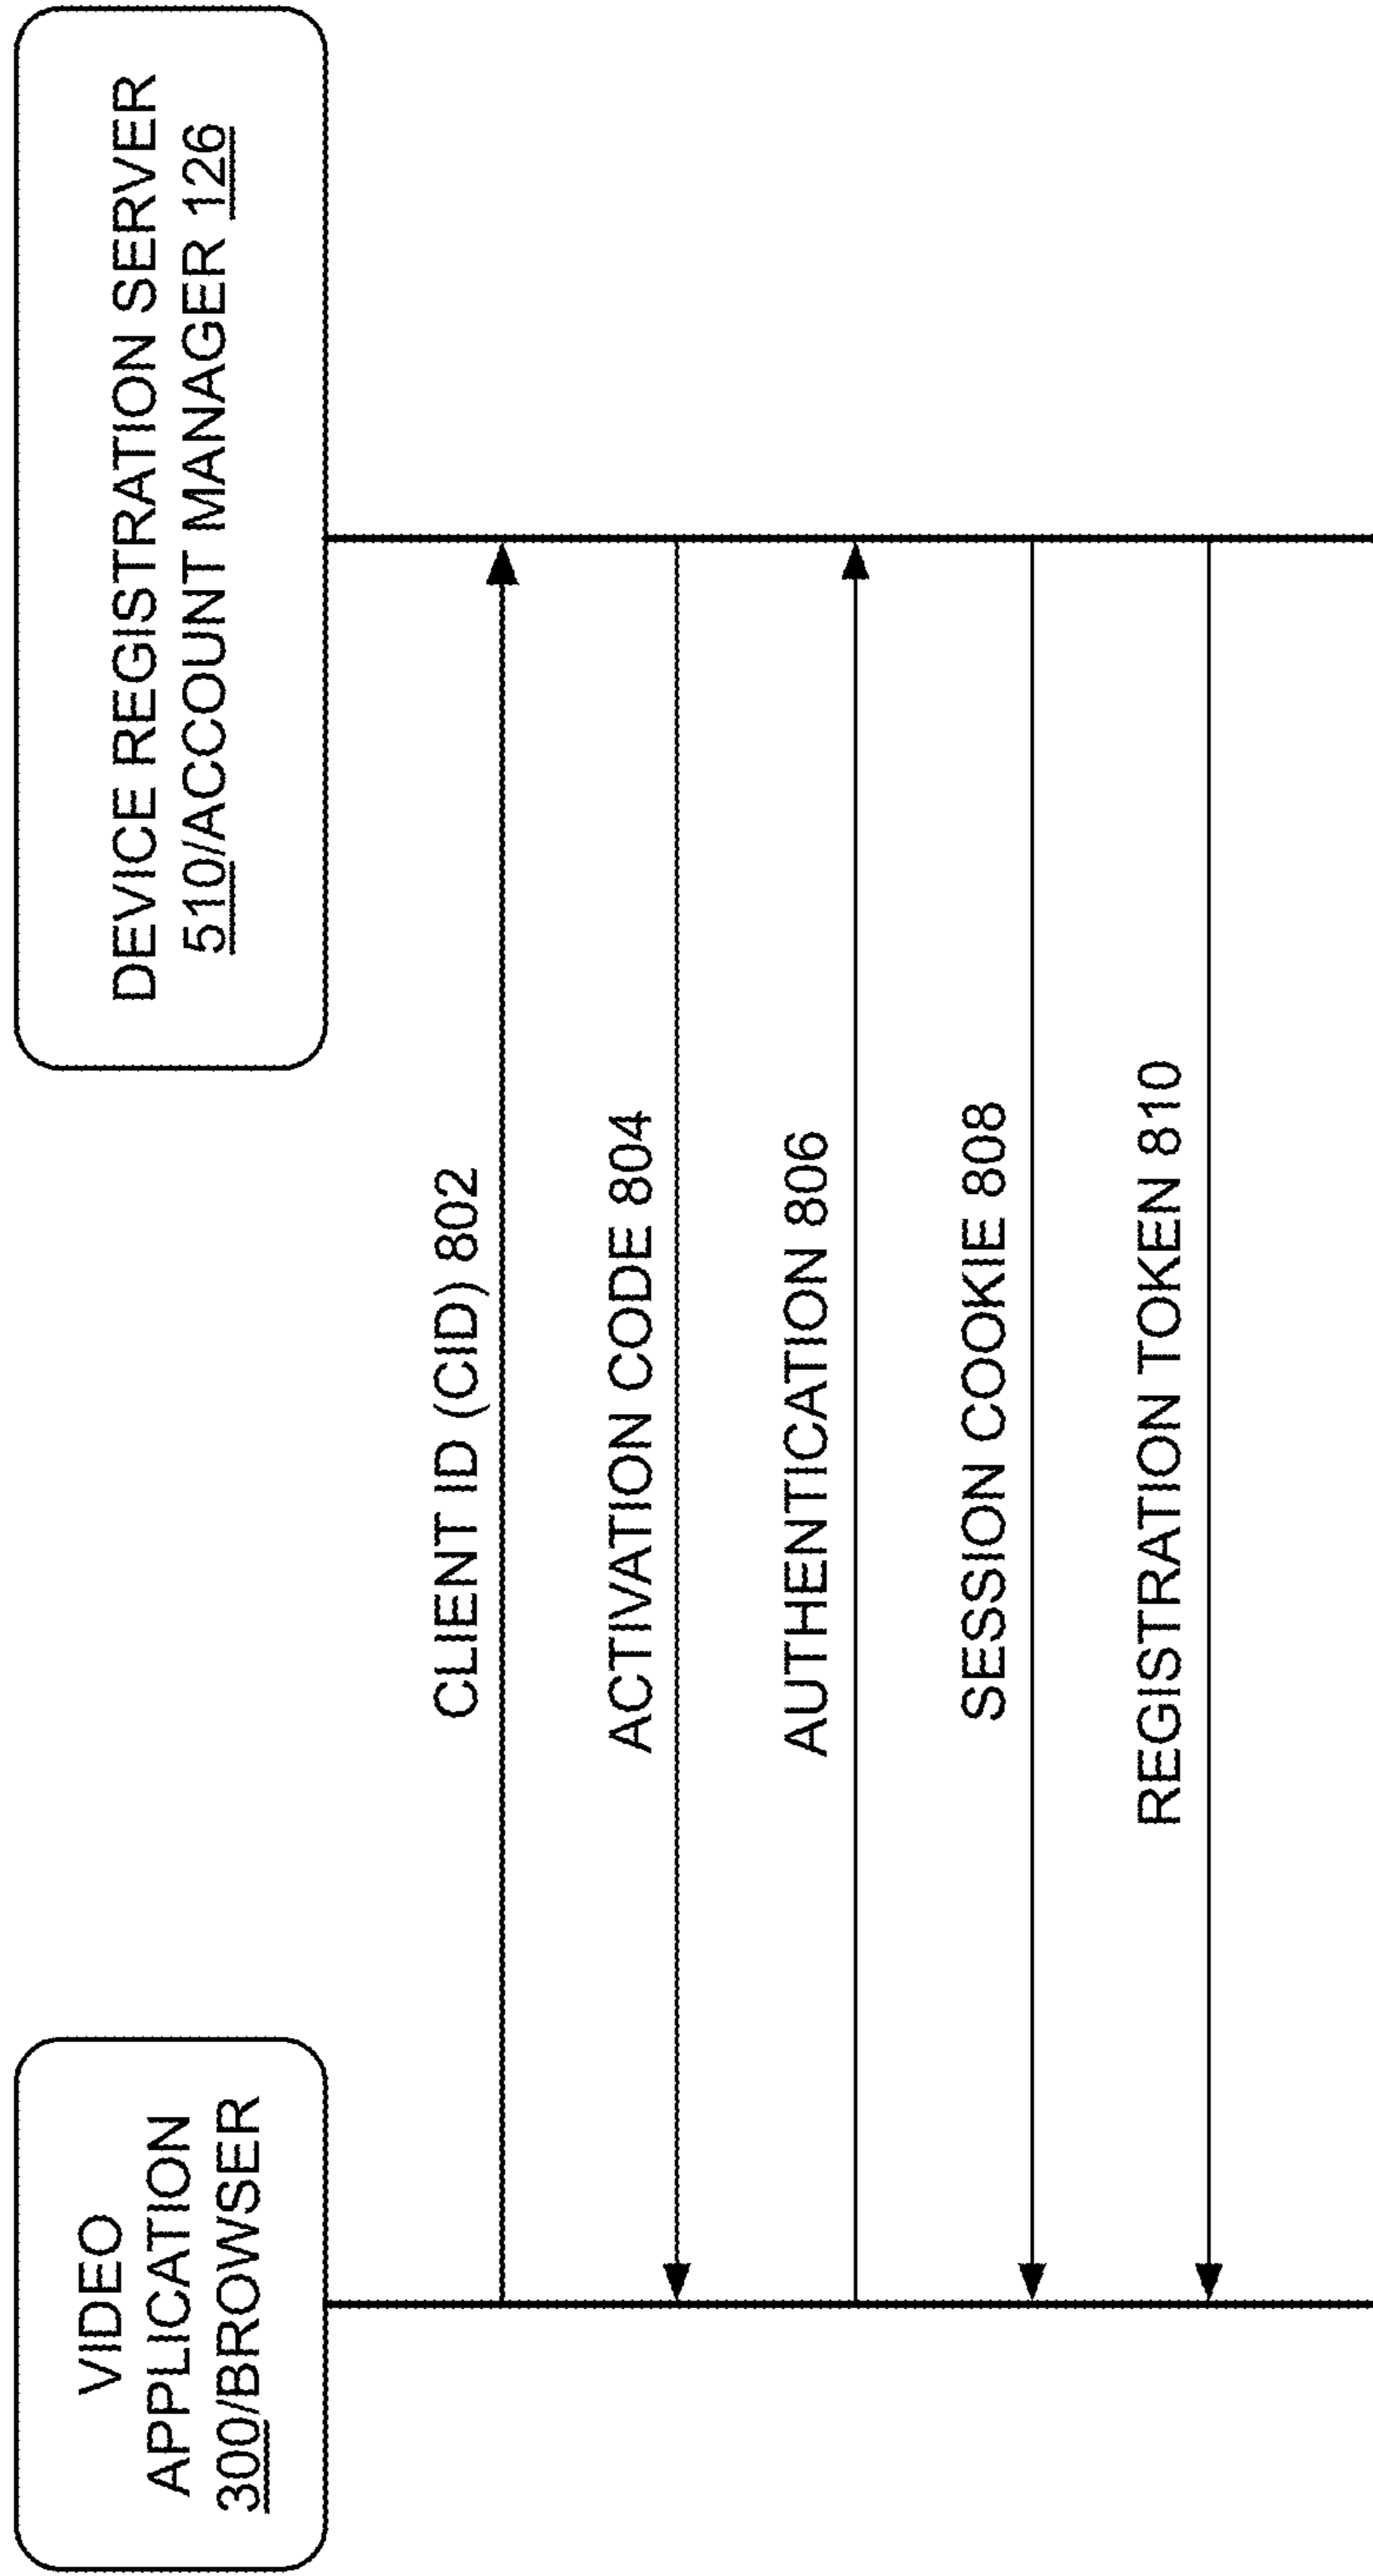 VIDEO
APPLICATION
300/BROWSER
DEVICE REGISTRATION SERVER
510/ACCOUNT MANAGER 126
CLIENT ID (CID) 802
ACTIVATION CODE 804
AUTHENTICATION 806
SESSION COOKIE 808
REGISTRATION TOKEN 810